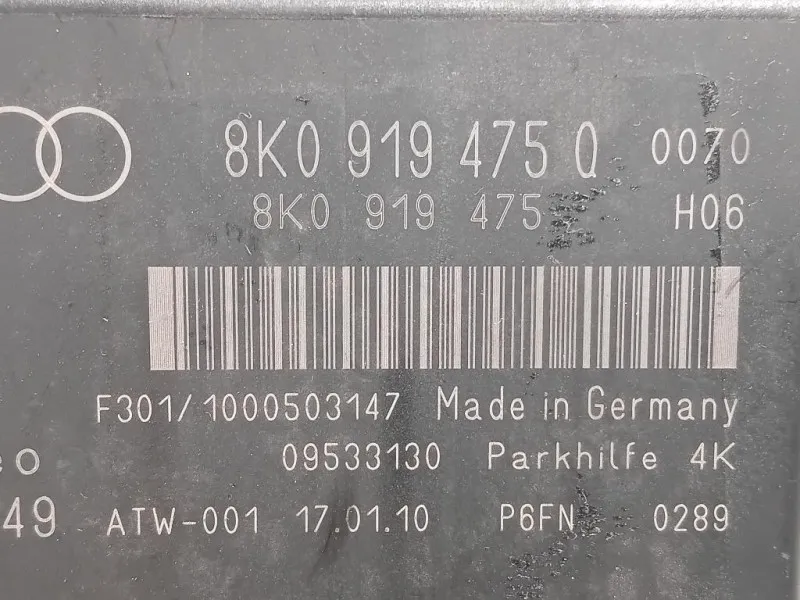 8K0 919 475 Q 0070
8K0 919 475 H06
F301/1000503147 Made in Germany
eo 09533130 Parkhilfe 4K
49 ATW-001 17.01.10 P6FN 0289